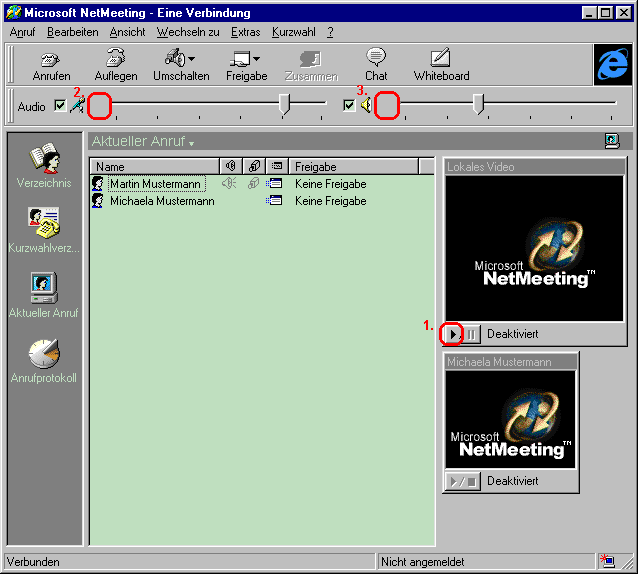 Microsoft NetMeeting - Eine Verbindung
Anruf Bearbeiten Ansicht Wechseln zu Extras Kurzwahl ?
Anrufen Auflegen Umschalten Freigabe Zusammen Chat Whiteboard
2. 3.
Audio
Aktueller Anruf
Verzeichnis
Kurzwahlverz...
Aktueller Anruf
Anrufprotokoll
Name Freigabe
Martin Mustermann Keine Freigabe
Michaela Mustermann Keine Freigabe
Lokales Video
Microsoft
NetMeeting™
1.
Deaktiviert
Michaela Mustermann
Microsoft
NetMeeting™
Deaktiviert
Verbunden Nicht angemeldet